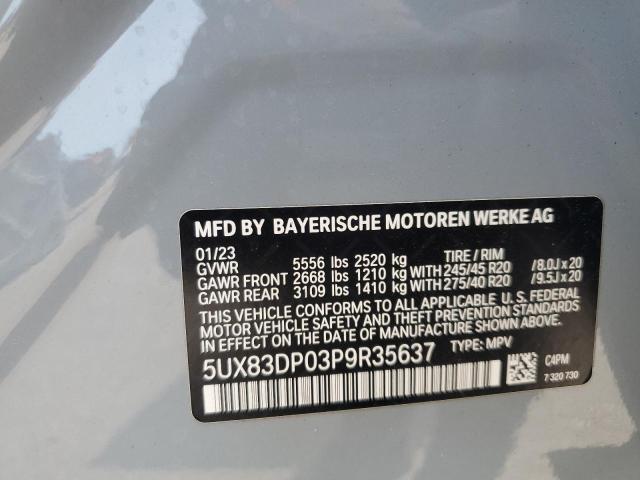 MFD BY BAYERISCHE MOTOREN WERKE AG
01/23 TIRE / RIM
GVWR 5556 lbs 2520 kg
GAWR FRONT 2668 lbs 1210 kg WITH 245/45 R20 /8.0J x 20
GAWR REAR 3109 lbs 1410 kg WITH 275/40 R20 /9.5J x 20
THIS VEHICLE CONFORMS TO ALL APPLICABLE U. S. FEDERAL
MOTOR VEHICLE SAFETY, BUMPER, AND THEFT PREVENTION
STANDARDS IN EFFECT ON THE DATE OF MANUFACTURE SHOWN
ABOVE.
5UX83DP03P9R35637 TYPE: MPV
C4PM
7 320 730